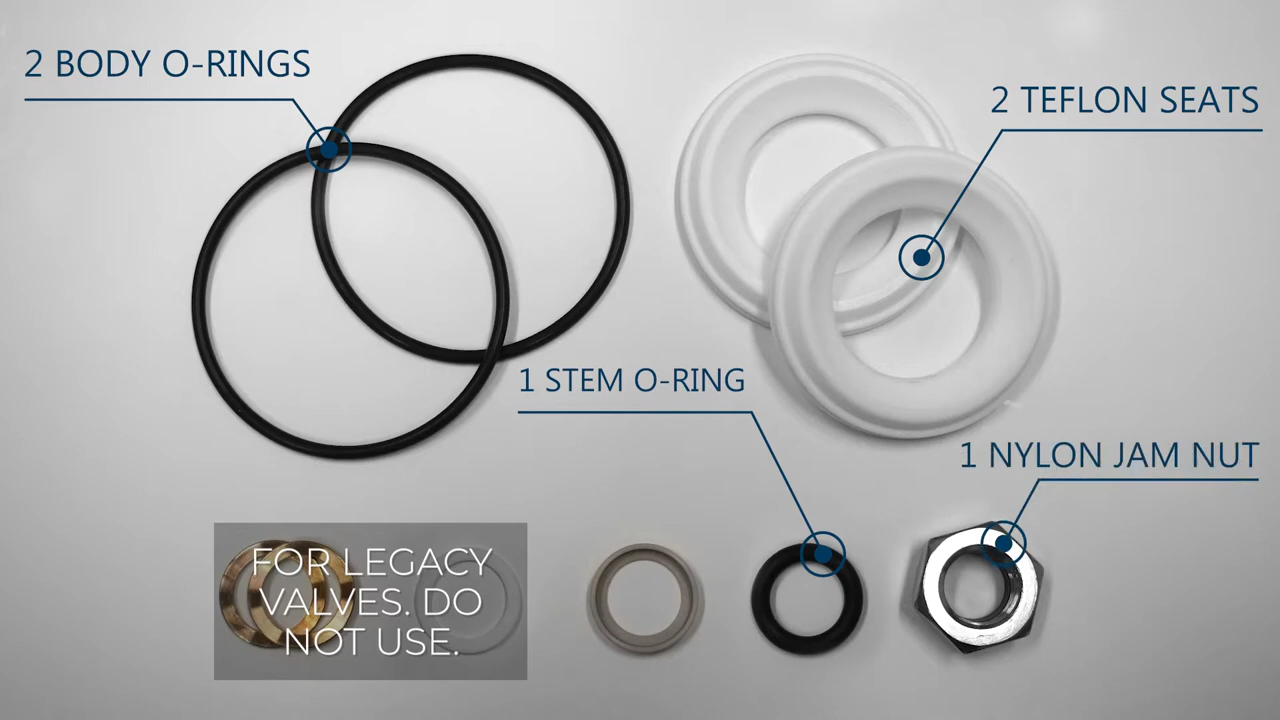 2 BODY O-RINGS
2 TEFLON SEATS
1 STEM O-RING
1 NYLON JAM NUT
FOR LEGACY
VALVES. DO
NOT USE.